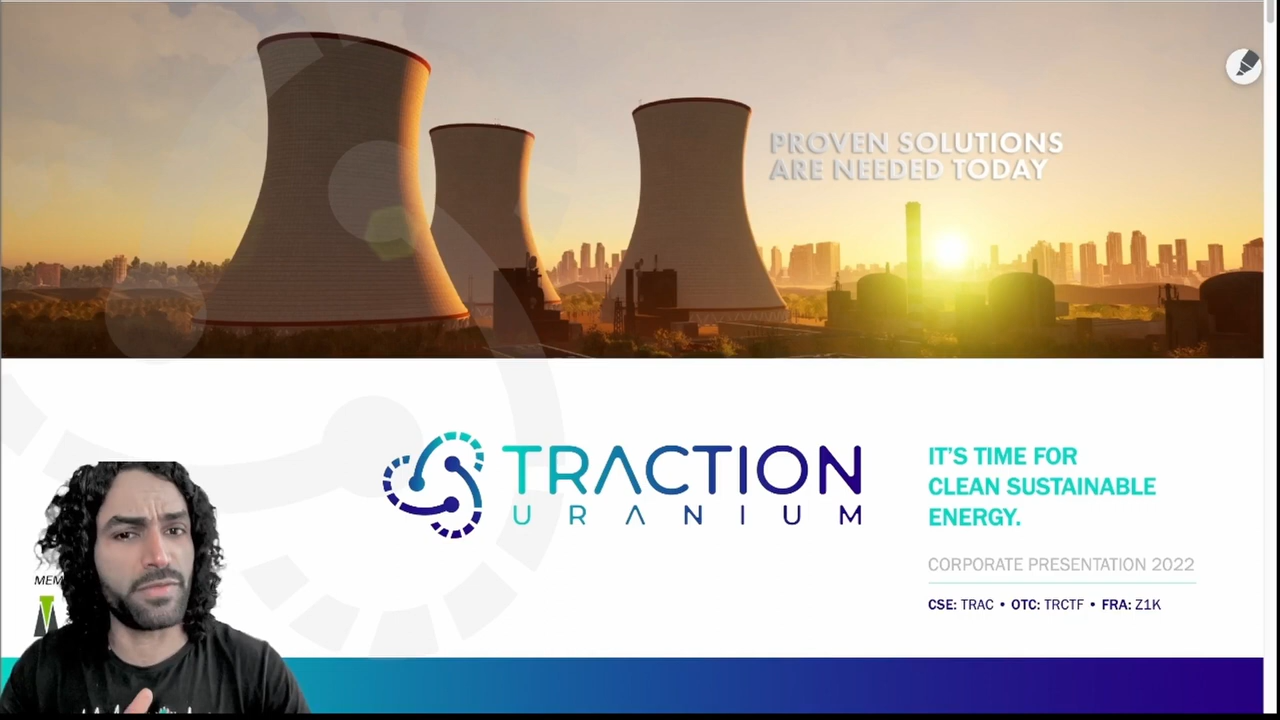 PROVEN SOLUTIONS
ARE NEEDED TODAY
TRACTION
URANIUM
IT'S TIME FOR
CLEAN SUSTAINABLE
ENERGY.
CORPORATE PRESENTATION 2022
CSE: TRAC • OTC: TRCTF • FRA: Z1K
MEM